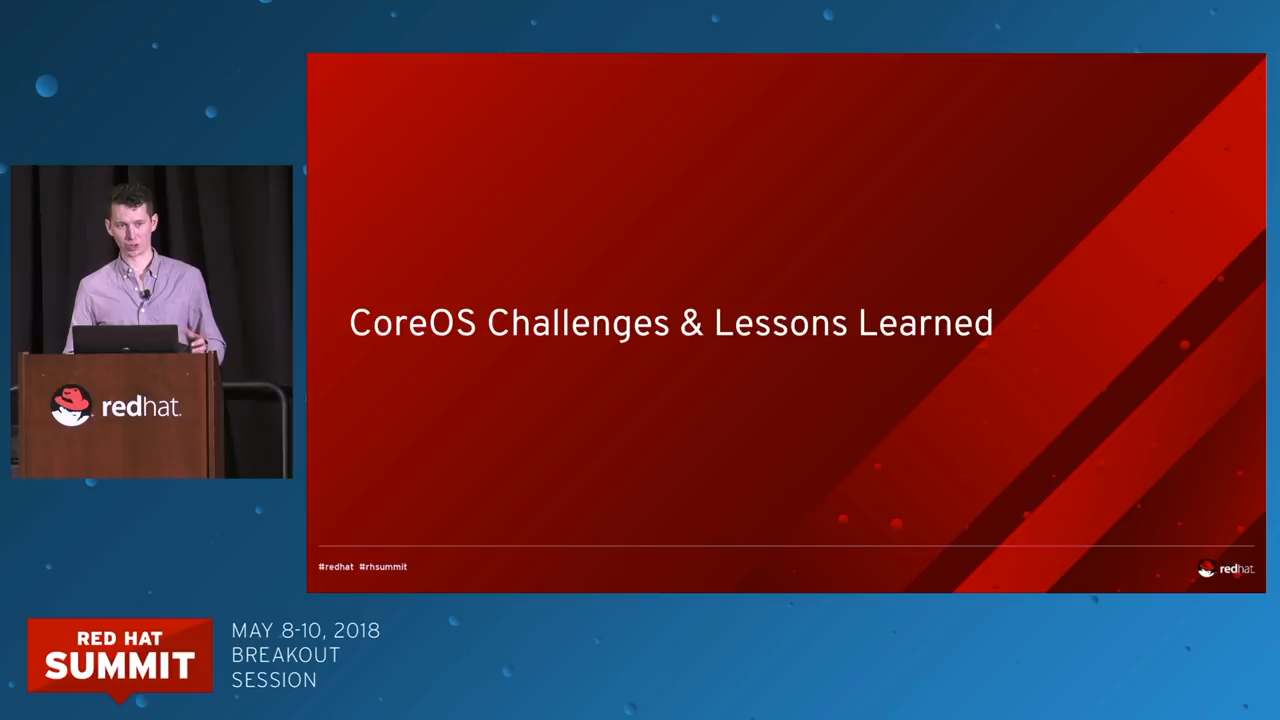 CoreOS Challenges & Lessons Learned
redhat.
#redhat #rhsummit
redhat.
RED HAT
SUMMIT
MAY 8-10, 2018
BREAKOUT
SESSION